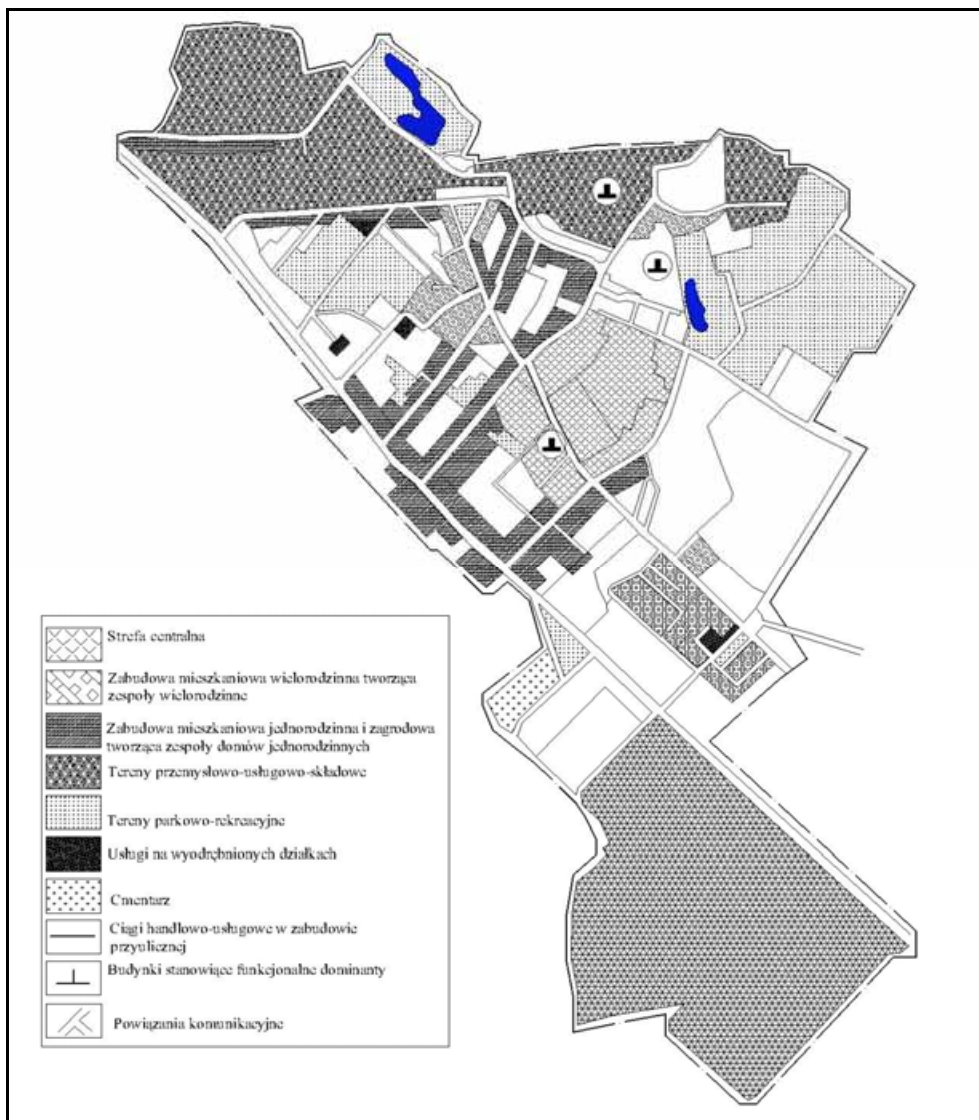 Strefa centralna
Zabudowa mieszkaniowa wielorodzinna tworząca
zespoły wielorodzinne
Zabudowa mieszkaniowa jednorodzinna i zagrodowa
tworząca zespoły domów jednorodzinnych
Tereny przemysłowo-usługowo-składowe
Tereny parkowo-rekreacyjne
Usługi na wyodrębnionych działkach
Cmentarz
Ciągi handlowo-usługowe w zabudowie
przyulicznej
Budynki stanowiące funkcjonalne dominanty
Powiązania komunikacyjne